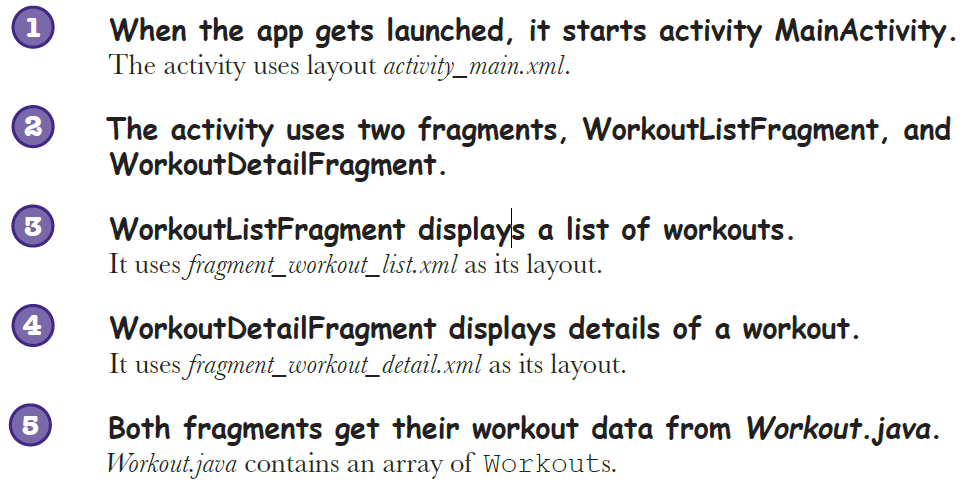 1 When the app gets launched, it starts activity MainActivity.
The activity uses layout activity_main.xml.
2 The activity uses two fragments, WorkoutListFragment, and
WorkoutDetailFragment.
3 WorkoutListFragment displays a list of workouts.
It uses fragment_workout_list.xml as its layout.
4 WorkoutDetailFragment displays details of a workout.
It uses fragment_workout_detail.xml as its layout.
5 Both fragments get their workout data from Workout.java.
Workout.java contains an array of Workouts.